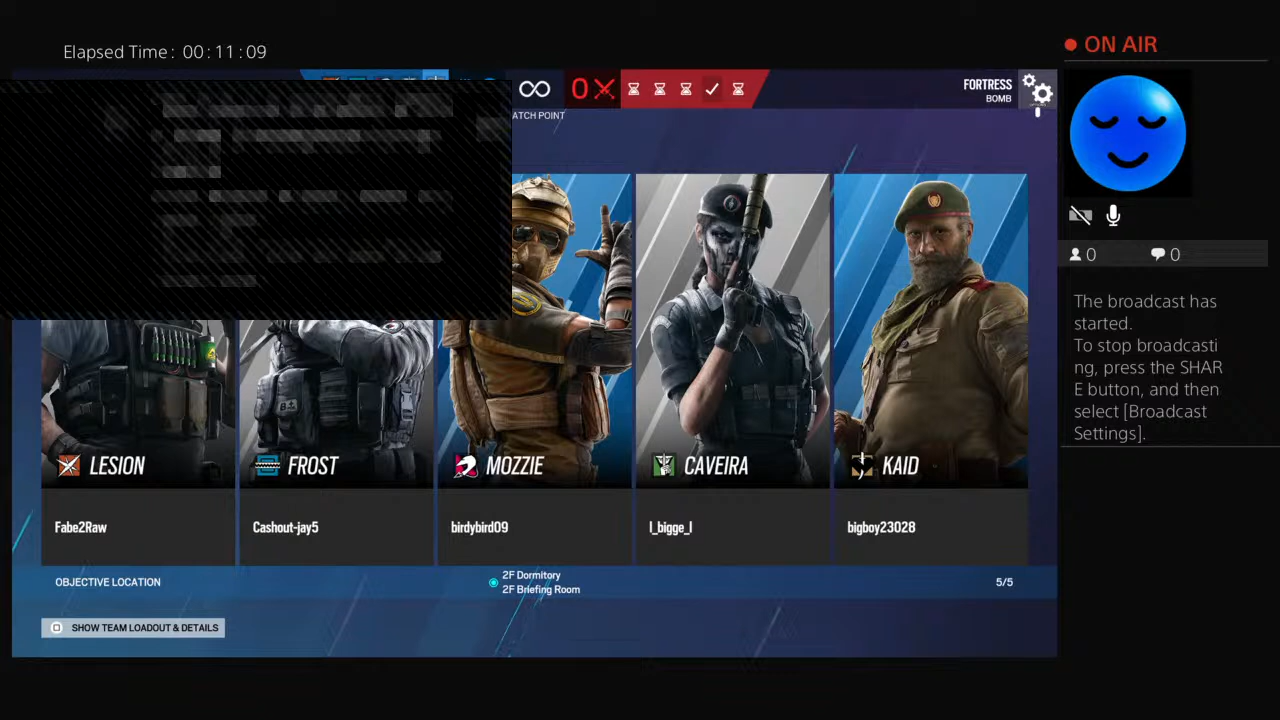 Elapsed Time: 00:11:09
ON AIR
0
FORTRESS
BOMB
ATCH POINT
0
0
The broadcast has
started.
To stop broadcasti
ng, press the SHAR
E button, and then
select [Broadcast
Settings].
LESION
FROST
MOZZIE
CAVEIRA
KAID
Fabe2Raw
Cashout-jay5
birdybird09
l_bigge_l
bigboy23028
OBJECTIVE LOCATION
2F Dormitory
2F Briefing Room
5/5
SHOW TEAM LOADOUT & DETAILS